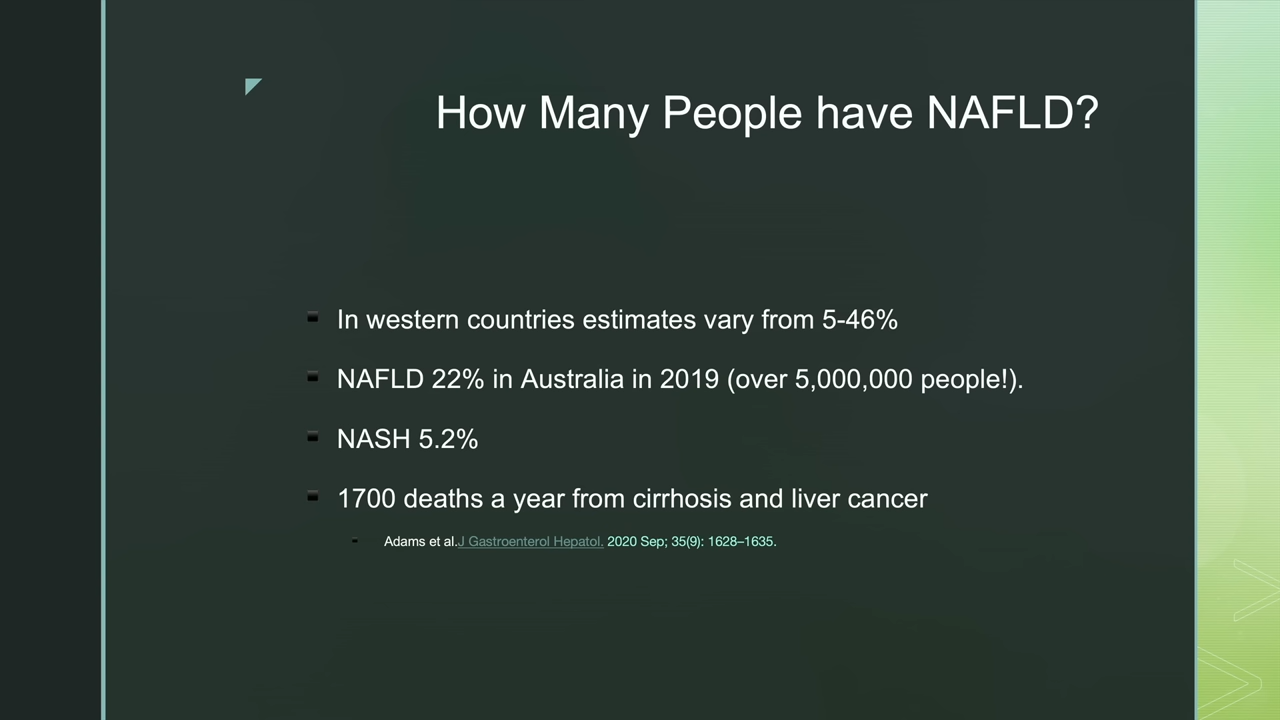 How Many People have NAFLD?
In western countries estimates vary from 5-46%
NAFLD 22% in Australia in 2019 (over 5,000,000 people!).
NASH 5.2%
1700 deaths a year from cirrhosis and liver cancer
Adams et al.J Gastroenterol Hepatol. 2020 Sep; 35(9): 1628–1635.